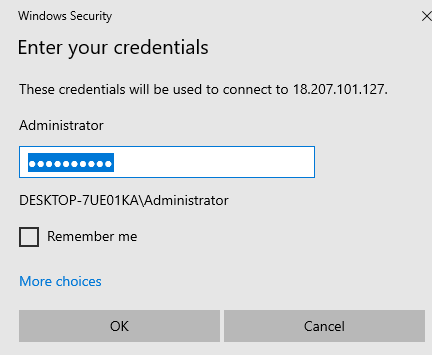 Windows Security
Enter your credentials
These credentials will be used to connect to 18.207.101.127.
Administrator
••••••••••
DESKTOP-7UE01KA\Administrator
Remember me
More choices
OK
Cancel